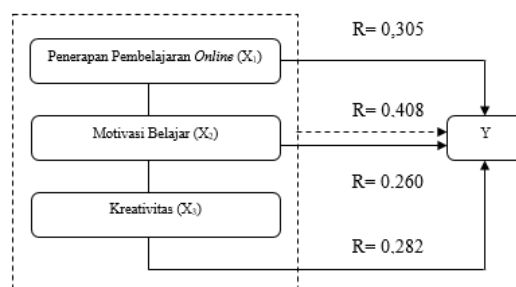 R= 0,305
Penerapan Pembelajaran Online (X₁)
R= 0,408
Motivasi Belajar (X₂)
Y
R= 0.260
Kreativitas (X₃)
R= 0,282